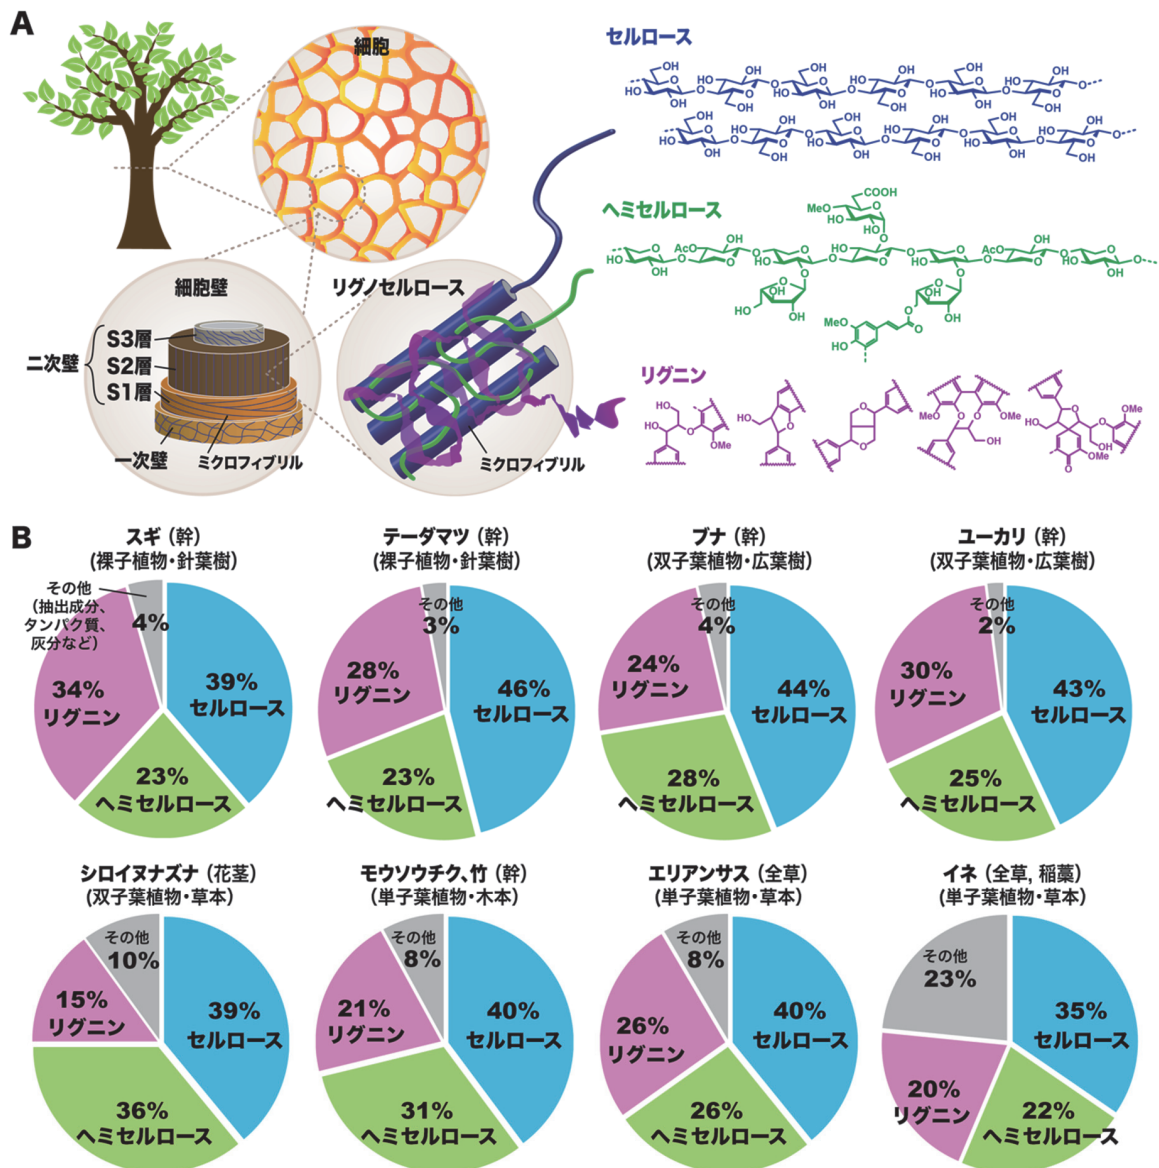 A
細胞
細胞壁
二次壁
S3層
S2層
S1層
一次壁
ミクロフィブリル
リグノセルロース
ミクロフィブリル
セルロース
ヘミセルロース
COOH
MeO
OH
AcO
HO
MeO
OH
リグニン
HO
HO
OMe
MeO
OMe
OH
HO
OMe
OH
OMe
O
B
スギ（幹）
(裸子植物・針葉樹)
その他
（抽出成分、
タンパク質、
灰分など）
4%
39%
セルロース
34%
リグニン
23%
ヘミセルロース
テーダマツ（幹）
(裸子植物・針葉樹)
その他
3%
28%
リグニン
46%
セルロース
23%
ヘミセルロース
ブナ（幹）
(双子葉植物・広葉樹)
その他
4%
24%
リグニン
44%
セルロース
28%
ヘミセルロース
ユーカリ（幹）
(双子葉植物・広葉樹)
その他
2%
30%
リグニン
43%
セルロース
25%
ヘミセルロース
シロイヌナズナ（花茎）
(双子葉植物・草本)
その他
10%
15%
リグニン
39%
セルロース
36%
ヘミセルロース
モウソウチク、竹（幹）
(単子葉植物・木本)
その他
8%
21%
リグニン
40%
セルロース
31%
ヘミセルロース
エリアンサス（全草）
(単子葉植物・草本)
その他
8%
26%
リグニン
40%
セルロース
26%
ヘミセルロース
イネ（全草, 稲藁）
(単子葉植物・草本)
その他
23%
35%
セルロース
20%
リグニン
22%
ヘミセルロース